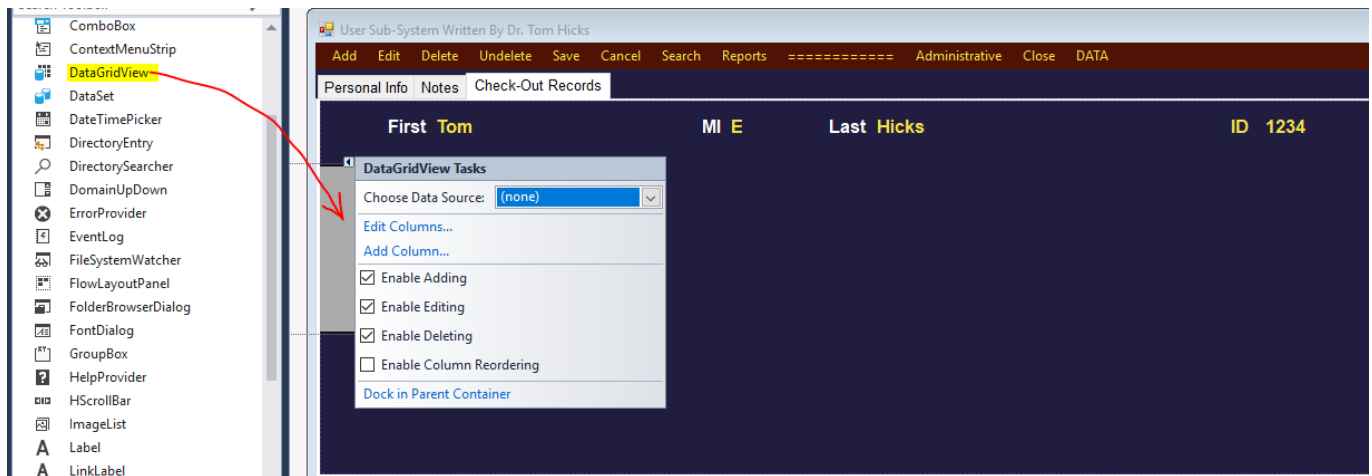 ComboBox
ContextMenuStrip
DataGridView
DataSet
DateTimePicker
DirectoryEntry
DirectorySearcher
DomainUpDown
ErrorProvider
EventLog
FileSystemWatcher
FlowLayoutPanel
FolderBrowserDialog
FontDialog
GroupBox
HelpProvider
HScrollBar
ImageList
A Label
A LinkLabel
User Sub-System Written By Dr. Tom Hicks
Add Edit Delete Undelete Save Cancel Search Reports ============ Administrative Close DATA
Personal Info Notes Check-Out Records
First Tom MI E Last Hicks ID 1234
DataGridView Tasks
Choose Data Source: (none)
Edit Columns...
Add Column...
Enable Adding
Enable Editing
Enable Deleting
Enable Column Reordering
Dock in Parent Container